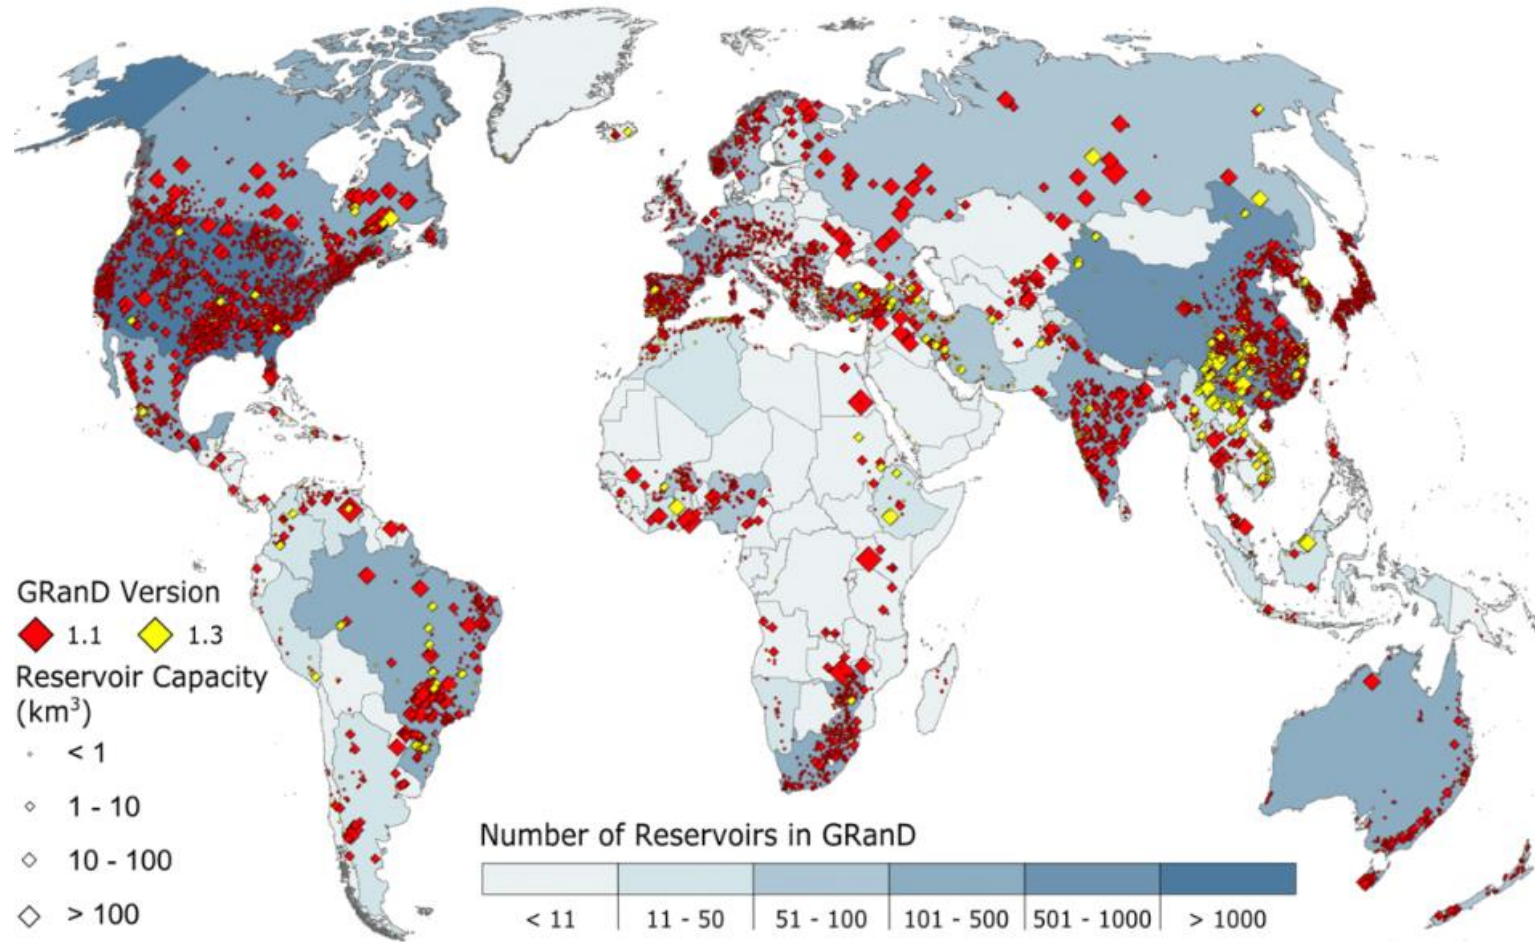 GRanD Version
1.1 1.3
Reservoir Capacity
(km³)
< 1
1 - 10
10 - 100
> 100
Number of Reservoirs in GRanD
< 11 11 - 50 51 - 100 101 - 500 501 - 1000 > 1000